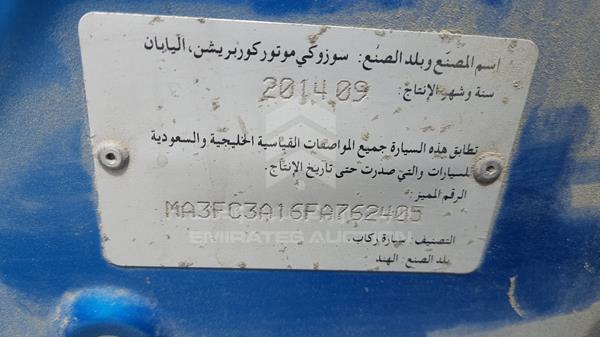 اسم المصنع وبلد الصنع: سوزوكي موتور كوربريشن، اليابان
سنة وشهر الإنتاج: 2014 09
تطابق هذه السيارة جميع المواصفات القياسية الخليجية والسعودية
للسيارات والتي صدرت حتى تاريخ الإنتاج.
الرقم المميز:
MA3FC3A16FA762405
EMIRATES AUCTION
التصنيف: سيارة ركاب.
بلد الصنع: الهند